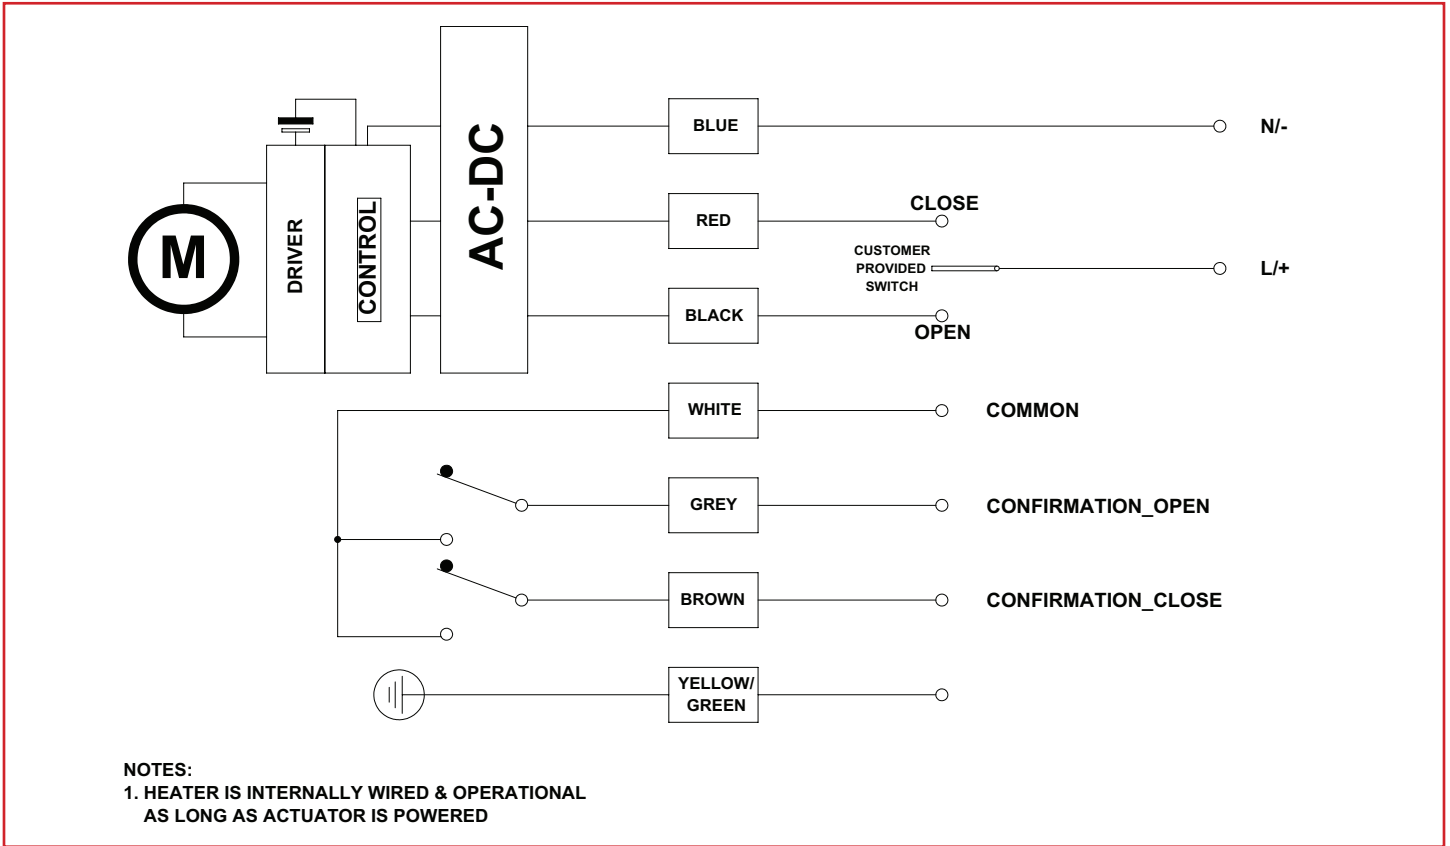 BLUE
N/-
AC-DC
RED
CLOSE
M
DRIVER
CONTROL
CUSTOMER
PROVIDED
SWITCH
L/+
BLACK
OPEN
WHITE
COMMON
GREY
CONFIRMATION_OPEN
BROWN
CONFIRMATION_CLOSE
YELLOW/
GREEN
NOTES:
1. HEATER IS INTERNALLY WIRED & OPERATIONAL
AS LONG AS ACTUATOR IS POWERED